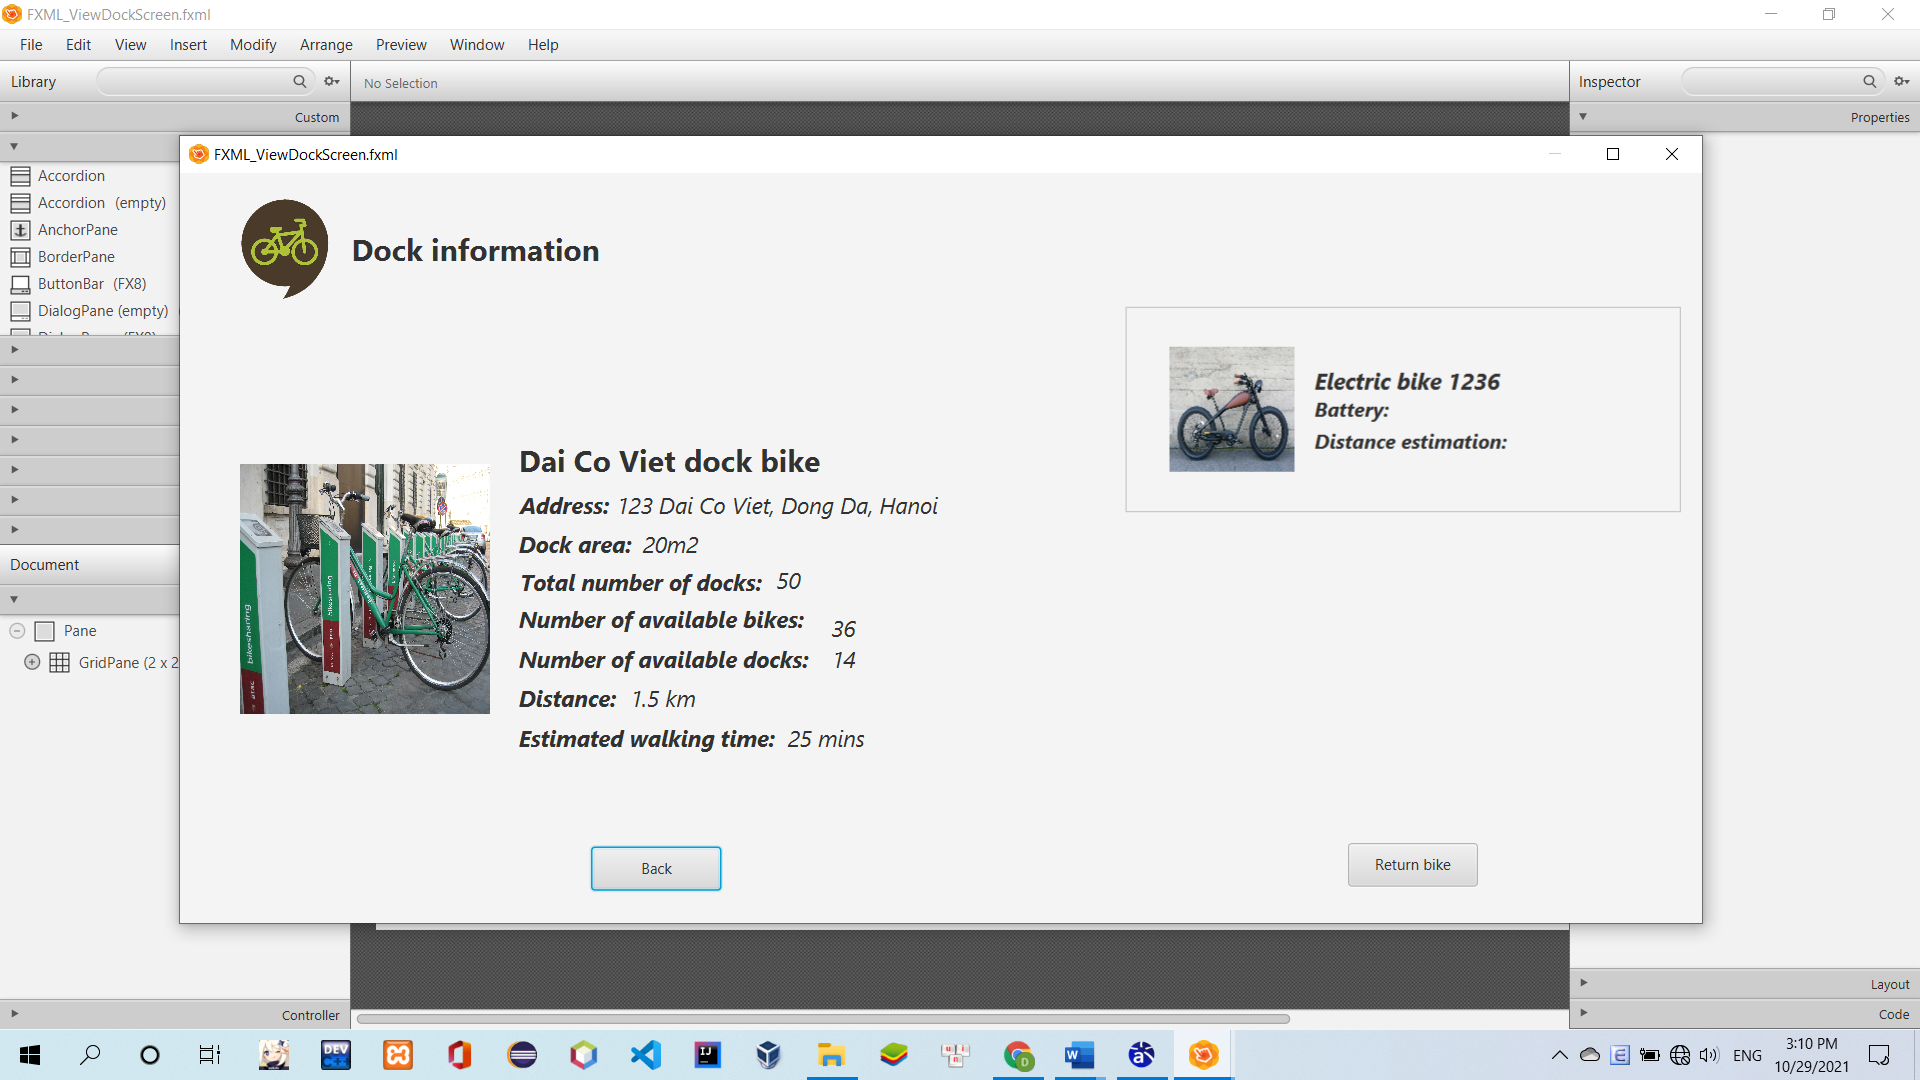 FXML_ViewDockScreen.fxml
File Edit View Insert Modify Arrange Preview Window Help
Library
No Selection
Inspector
Custom
Properties
FXML_ViewDockScreen.fxml
Accordion
Accordion (empty)
AnchorPane
BorderPane
ButtonBar (FX8)
DialogPane (empty)
Document
Pane
GridPane (2 x 2
Dock information
Electric bike 1236
Battery:
Distance estimation:
Dai Co Viet dock bike
Address: 123 Dai Co Viet, Dong Da, Hanoi
Dock area: 20m2
Total number of docks: 50
Number of available bikes: 36
Number of available docks: 14
Distance: 1.5 km
Estimated walking time: 25 mins
bikesharing
bikesharing
Back
Return bike
Layout
Controller
Code
DEV
C++
IJ
W
D
ENG
3:10 PM
10/29/2021